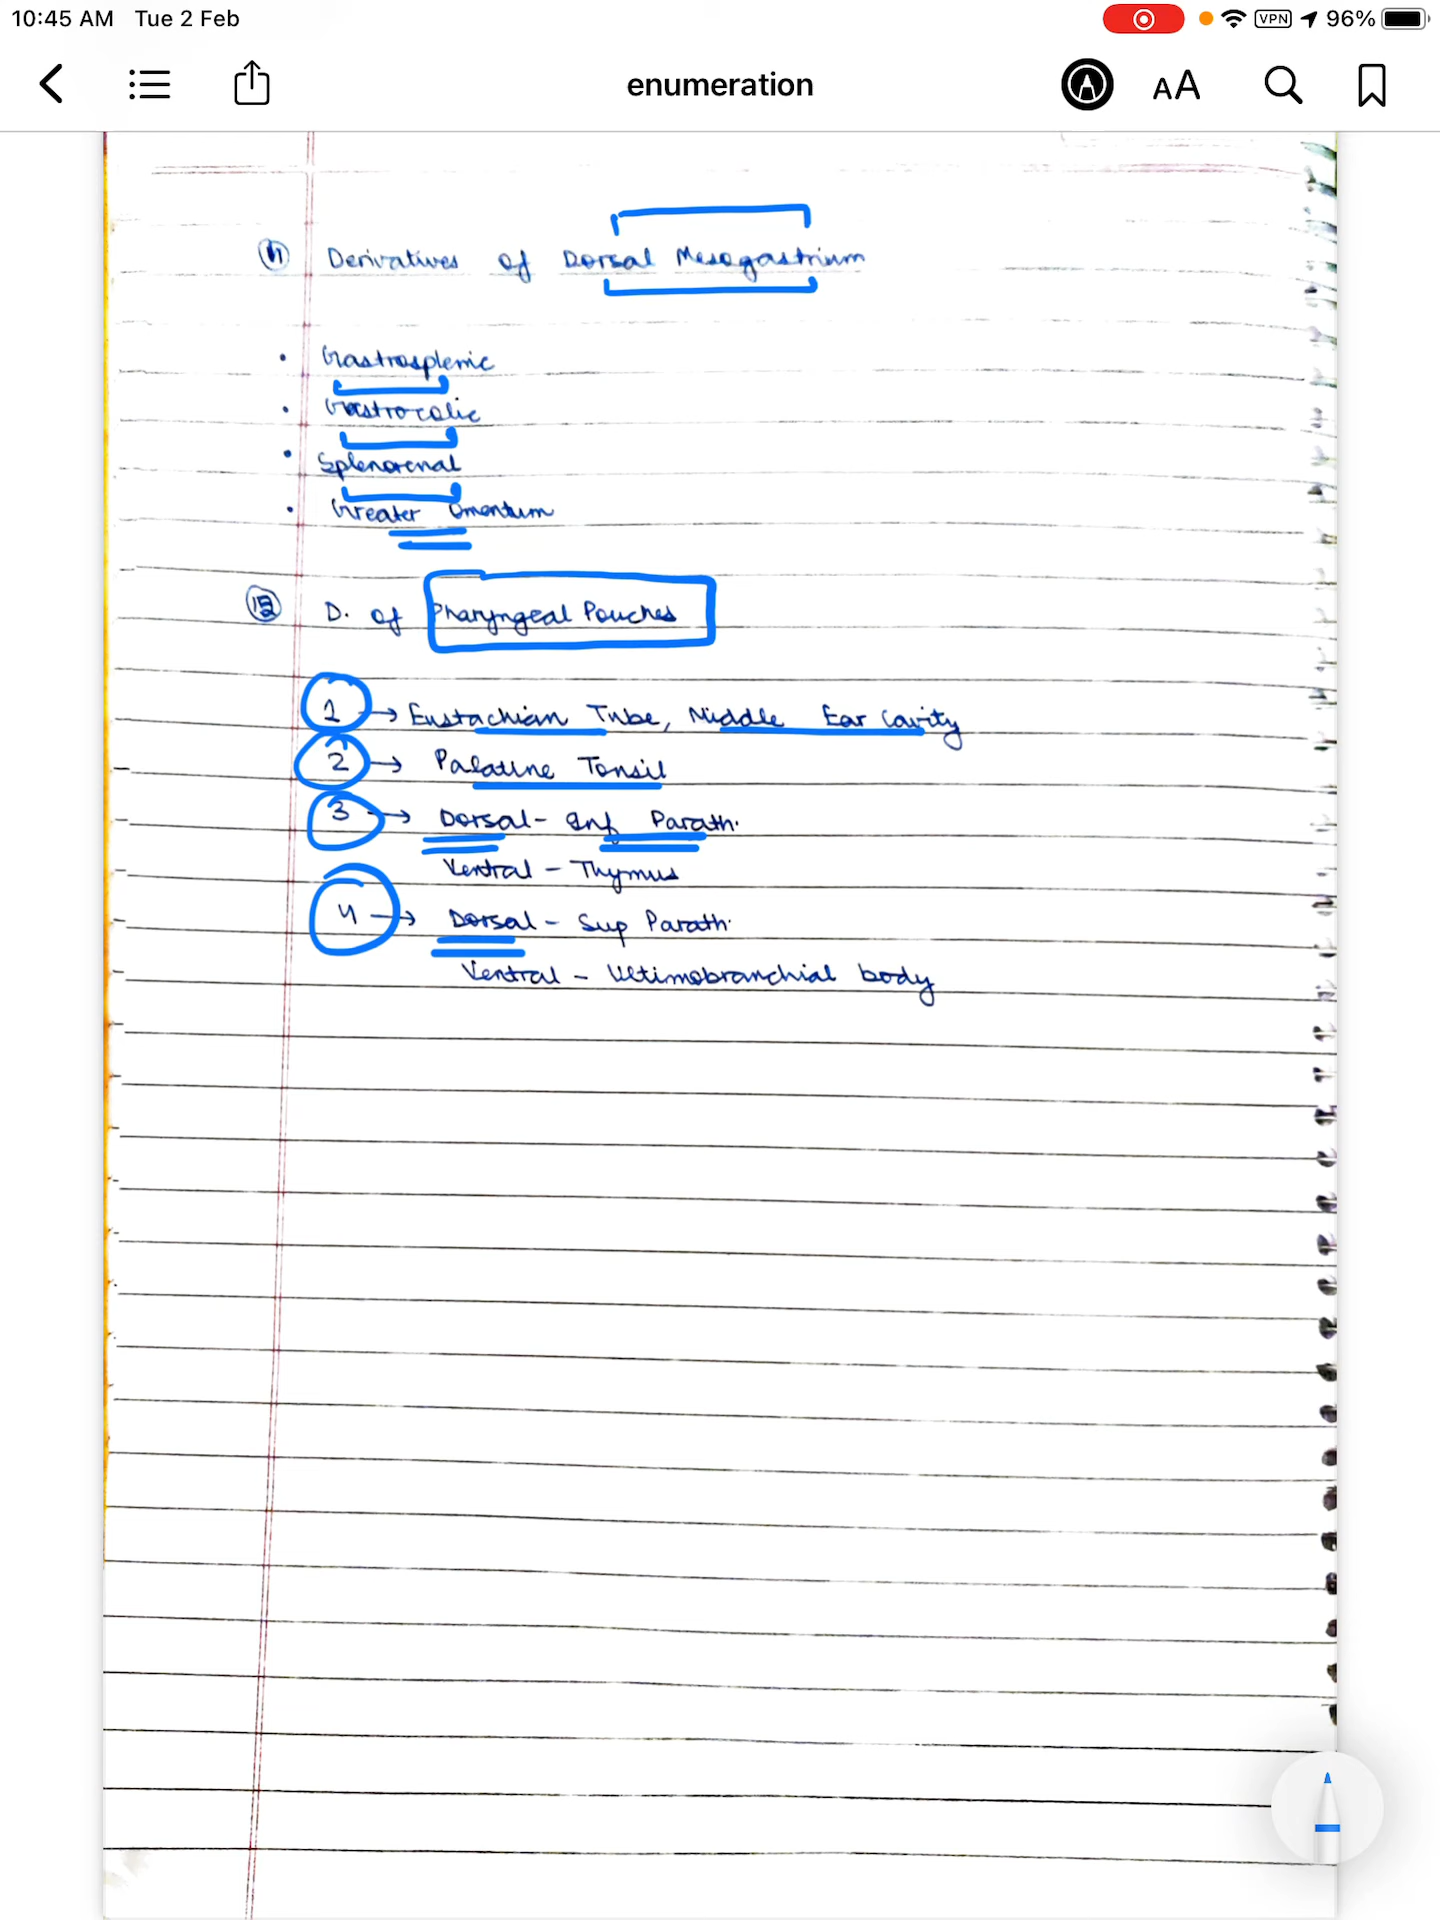 10:45 AM Tue 2 Feb
VPN 96%
enumeration
AA
11 Derivatives of Dorsal Mesogastrium
• Gastrosplenic
• Gastrocolic
• Splenorenal
• Greater Omentum
12 D. of Pharyngeal Pouches
1 → Eustachian Tube, Middle Ear Cavity
2 → Palatine Tonsil
3 → Dorsal - Inf Parath.
Ventral - Thymus
4 → Dorsal - Sup Parath.
Ventral - Ultimobranchial body